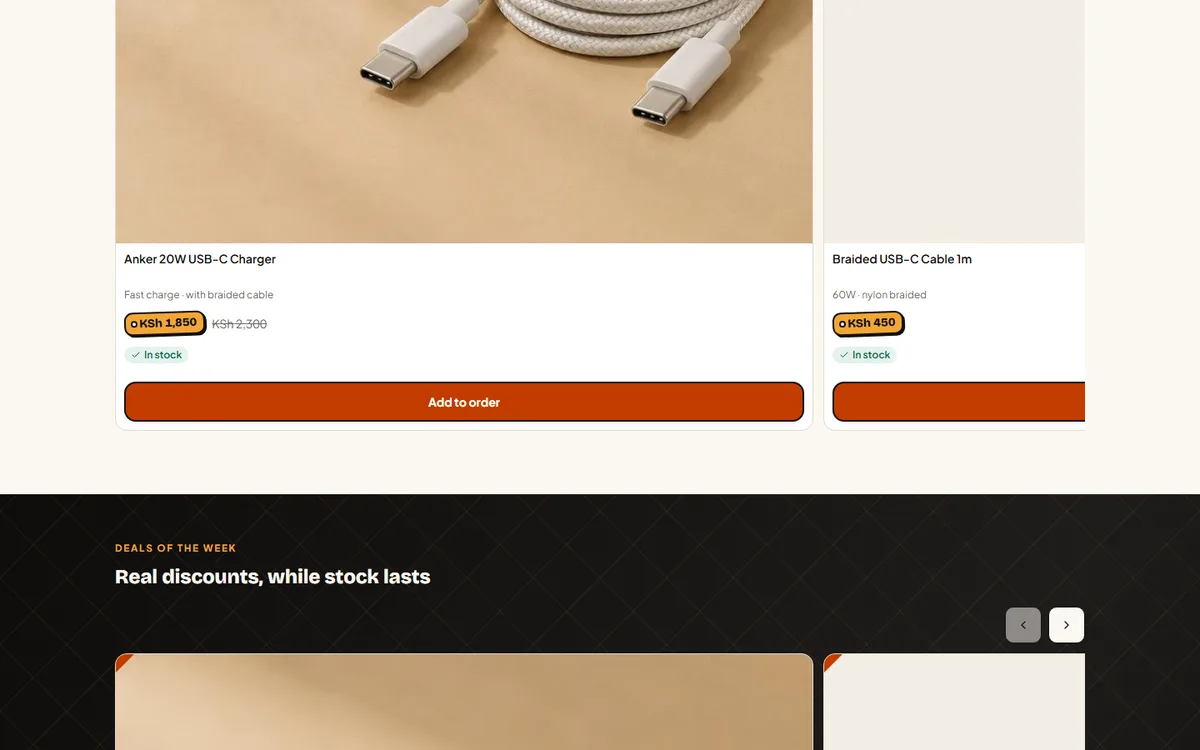 Anker 20W USB-C Charger
Fast charge · with braided cable
KSh 1,850 KSh 2,300
In stock
Add to order
Braided USB-C Cable 1m
60W · nylon braided
KSh 450
In stock
DEALS OF THE WEEK
Real discounts, while stock lasts